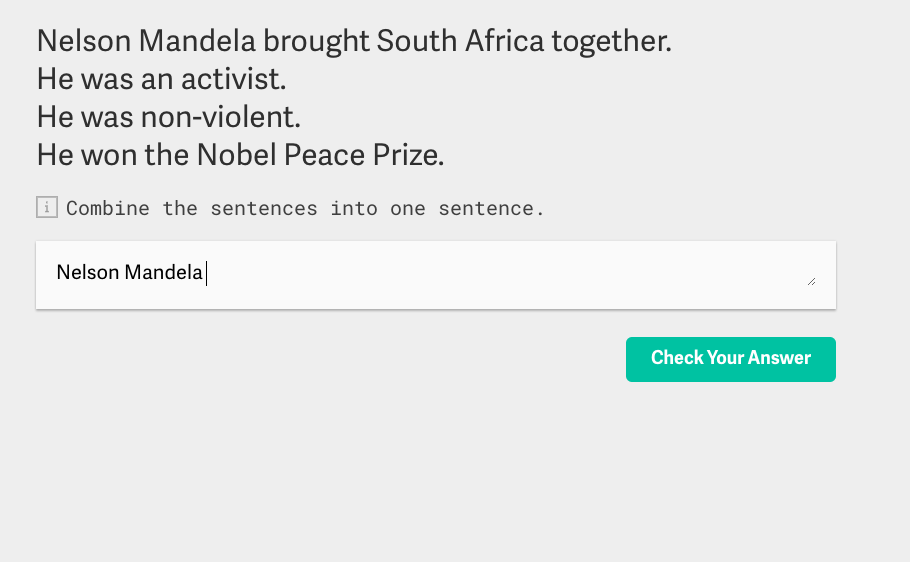 Nelson Mandela brought South Africa together.
He was an activist.
He was non-violent.
He won the Nobel Peace Prize.
i Combine the sentences into one sentence.
Nelson Mandela
Check Your Answer